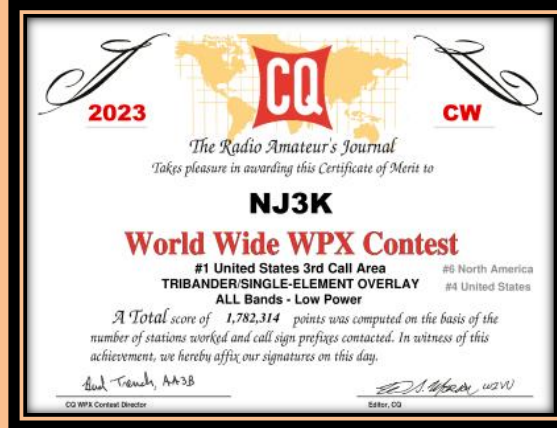 CQ
2023
CW
The Radio Amateur's Journal
Takes pleasure in awarding this Certificate of Merit to
NJ3K
World Wide WPX Contest
#1 United States 3rd Call Area
#6 North America
TRIBANDER/SINGLE-ELEMENT OVERLAY
#4 United States
ALL Bands - Low Power
A Total score of 1,782,314 points was computed on the basis of the
number of stations worked and call sign prefixes contacted. In witness of this
achievement, we hereby affix our signatures on this day.
AA3B
CQ WPX Contest Director
Editor, CQ